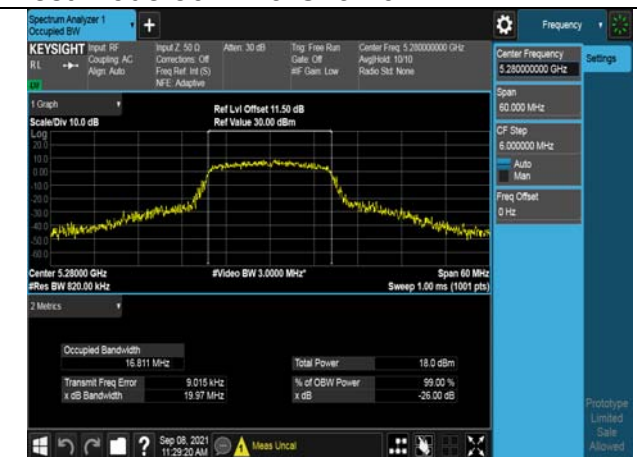 Spectrum Analyzer 1
Occupied BW
+
Frequency
KEYSIGHT
RL
Input: RF
Coupling: AC
Align: Auto
Input Z: 50 Ω
Corrections: Off
Freq Ref: Int (S)
NFE: Adaptive
Atten: 30 dB
Trig: Free Run
Gate: Off
#IF Gain: Low
Center Freq: 5.280000000 GHz
Avg|Hold: 10/10
Radio Std: None
Center Frequency
5.280000000 GHz
Settings
Span
60.000 MHz
CF Step
6.000000 MHz
Auto
Man
Freq Offset
0 Hz
1 Graph
Scale/Div 10.0 dB
Ref Lvl Offset 11.50 dB
Ref Value 30.00 dBm
Log
20.0
10.0
0.00
-10.0
-20.0
-30.0
-40.0
-50.0
-60.0
Center 5.28000 GHz
#Res BW 820.00 kHz
#Video BW 3.0000 MHz*
Span 60 MHz
Sweep 1.00 ms (1001 pts)
2 Metrics
Occupied Bandwidth
16.811 MHz
Total Power 18.0 dBm
Transmit Freq Error 9.015 kHz
% of OBW Power 99.00 %
x dB Bandwidth 19.97 MHz
x dB -26.00 dB
Prototype
Limited
Sale
Allowed
?
Sep 08, 2021
11:29:20 AM
Meas Uncal